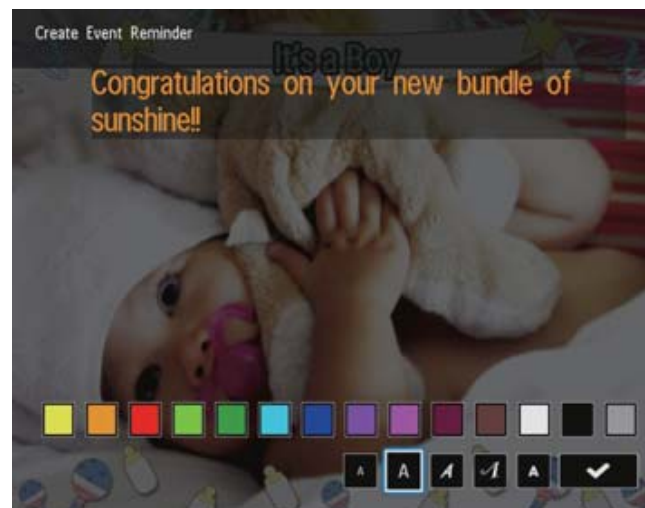 Create Event Reminder
It's a Boy
Congratulations on your new bundle of
sunshine!!
A A A A A